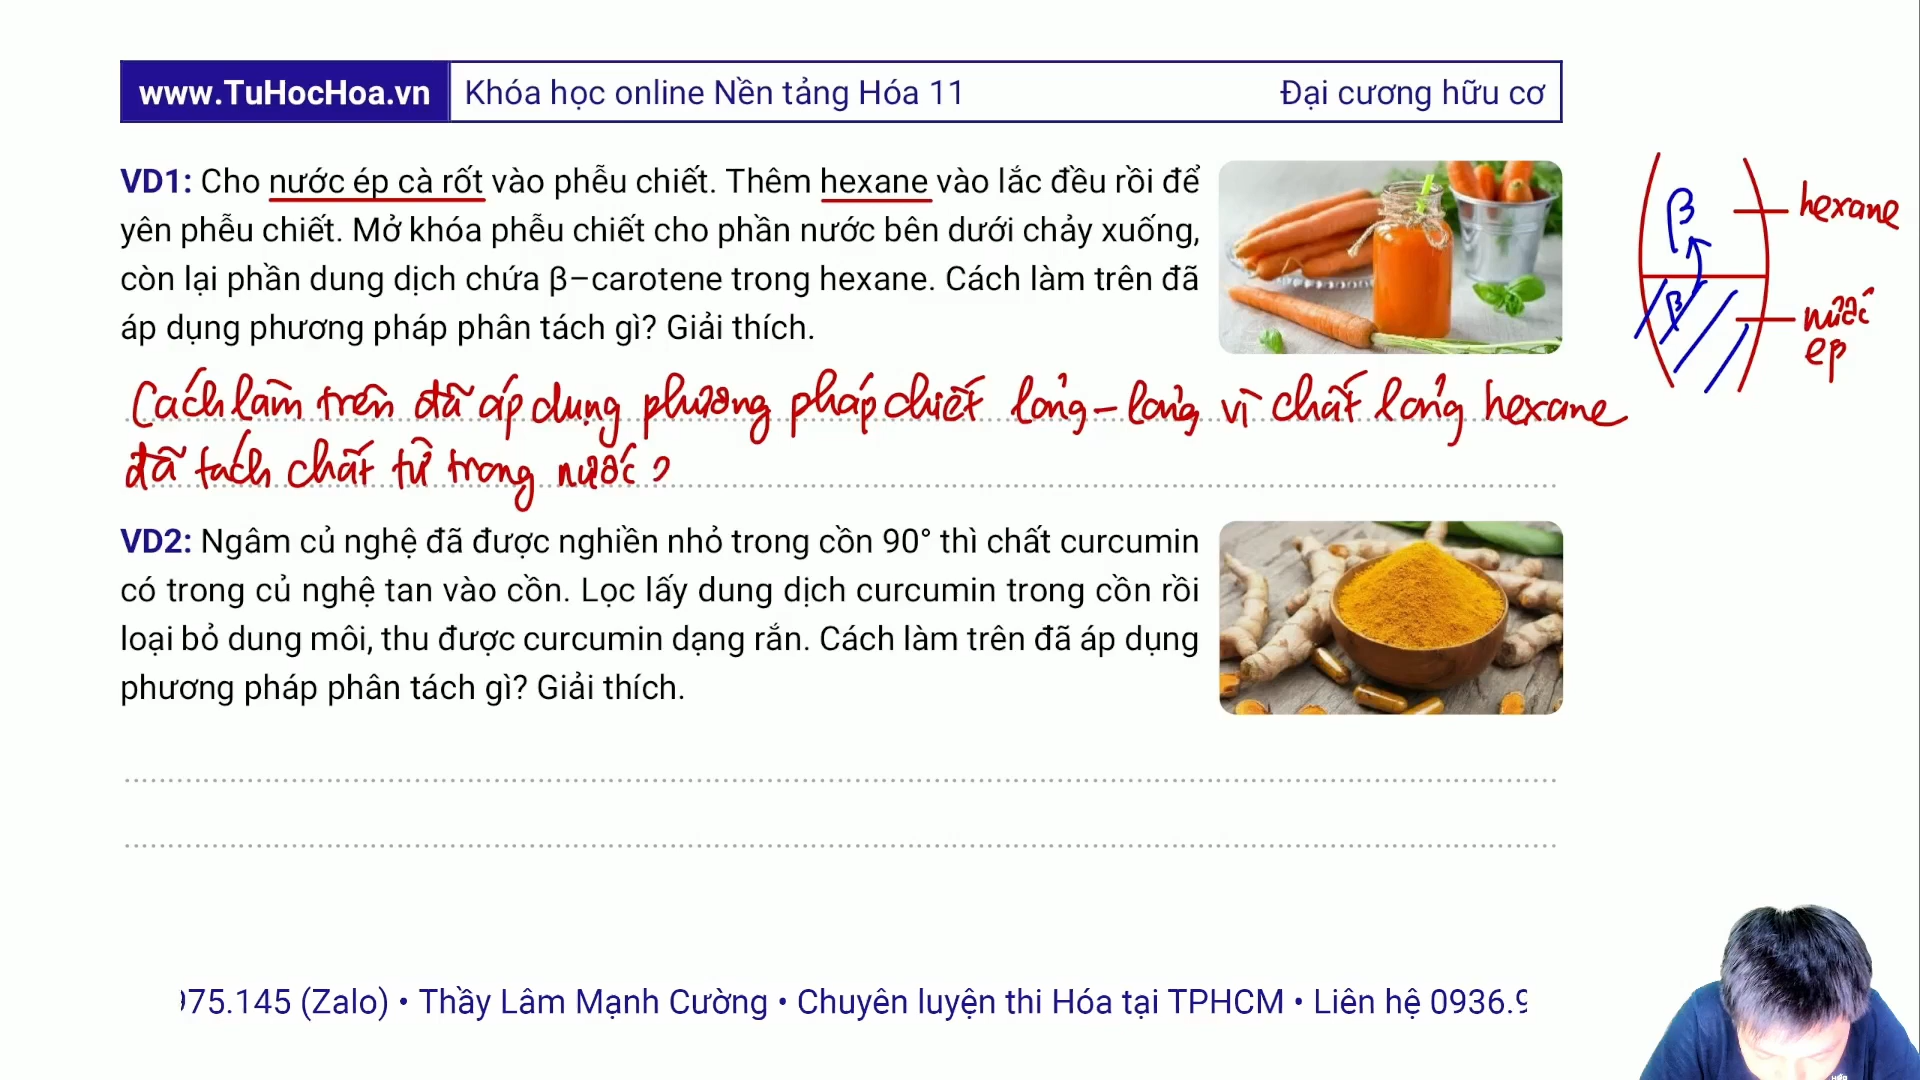 www.TuHocHoa.vn Khóa học online Nền tảng Hóa 11 Đại cương hữu cơ
VD1: Cho nước ép cà rốt vào phễu chiết. Thêm hexane vào lắc đều rồi để
yên phễu chiết. Mở khóa phễu chiết cho phần nước bên dưới chảy xuống,
còn lại phần dung dịch chứa β–carotene trong hexane. Cách làm trên đã
áp dụng phương pháp phân tách gì? Giải thích.
β
hexane
β
nước
ép
Cách làm trên đã áp dụng phương pháp chiết lỏng – lỏng vì chất lỏng hexane
đã tách chất từ trong nước
VD2: Ngâm củ nghệ đã được nghiền nhỏ trong cồn 90° thì chất curcumin
có trong củ nghệ tan vào cồn. Lọc lấy dung dịch curcumin trong cồn rồi
loại bỏ dung môi, thu được curcumin dạng rắn. Cách làm trên đã áp dụng
phương pháp phân tách gì? Giải thích.
975.145 (Zalo) • Thầy Lâm Mạnh Cường • Chuyên luyện thi Hóa tại TPHCM • Liên hệ 0936.9